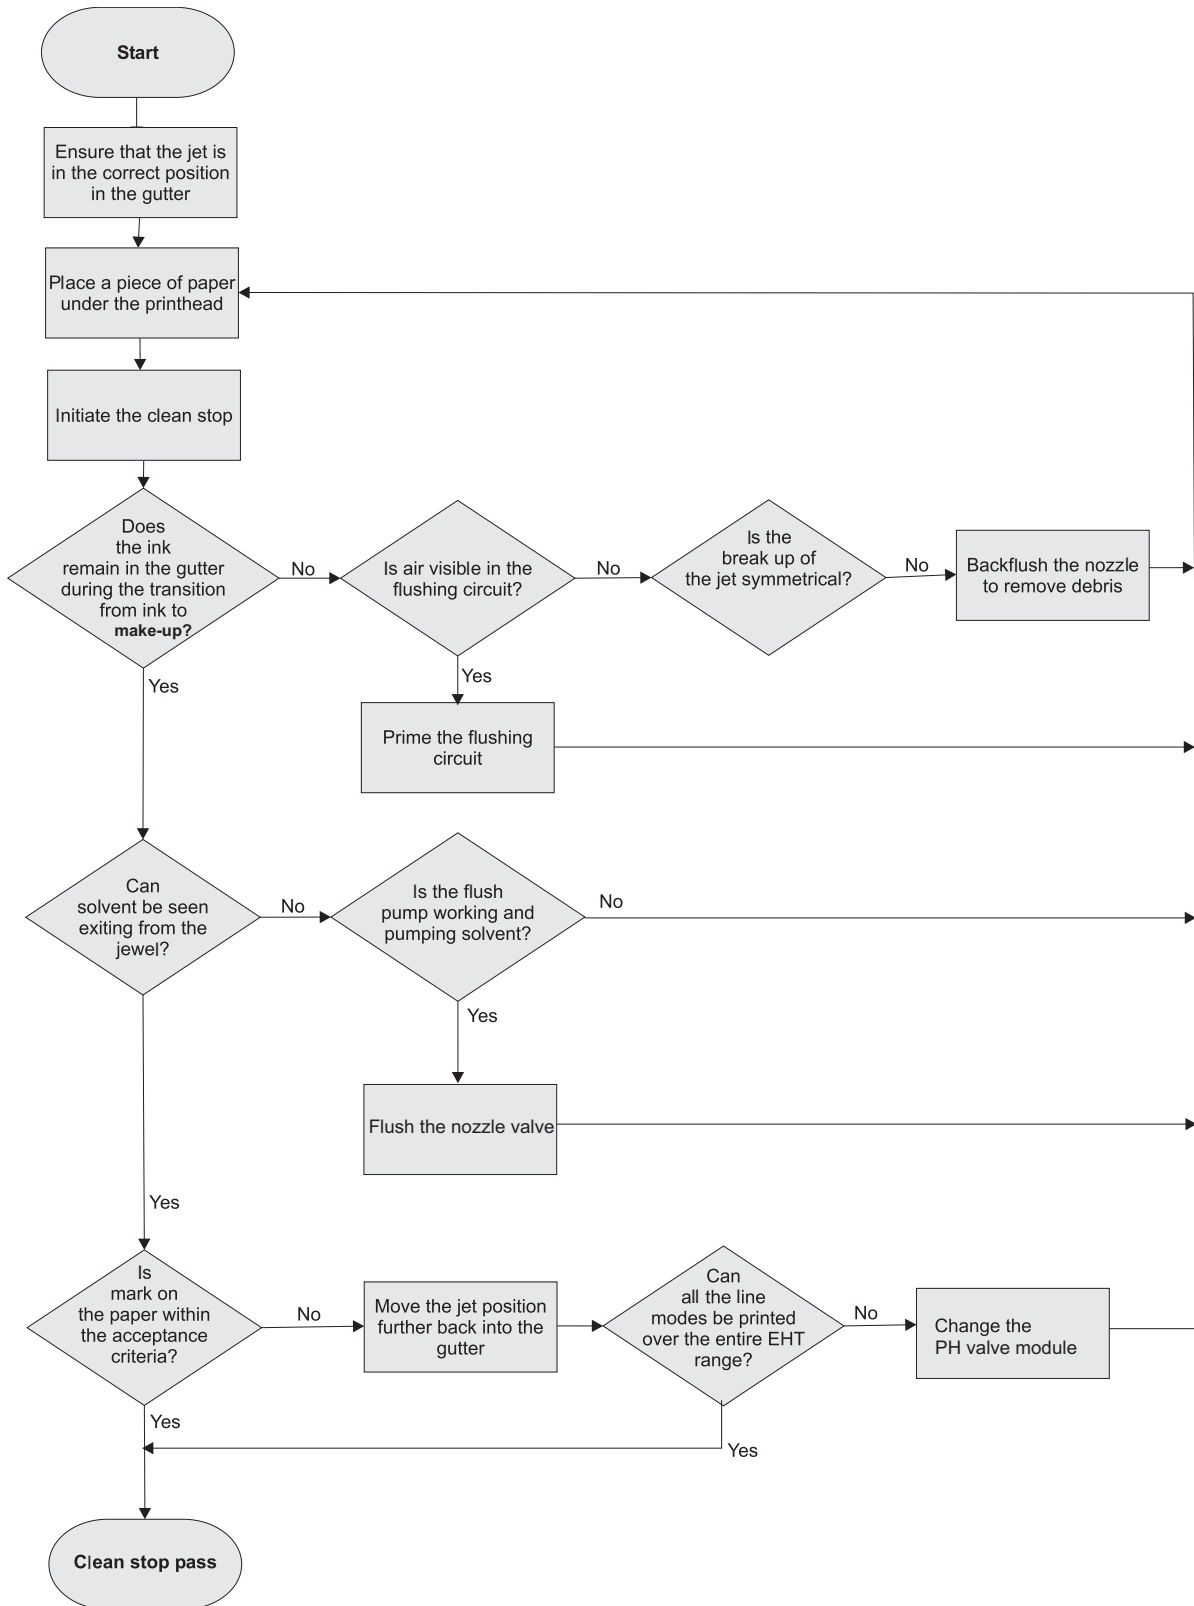 Start
Ensure that the jet is
in the correct position
in the gutter
Place a piece of paper
under the printhead
Initiate the clean stop
Does
the ink
remain in the gutter
during the transition
from ink to
make-up?
No
Is air visible in the
flushing circuit?
No
Is the
break up of
the jet symmetrical?
No
Backflush the nozzle
to remove debris
Yes
Yes
Prime the flushing
circuit
Can
solvent be seen
exiting from the
jewel?
No
Is the flush
pump working and
pumping solvent?
No
Yes
Flush the nozzle valve
Yes
Is
mark on
the paper within
the acceptance
criteria?
No
Move the jet position
further back into the
gutter
Can
all the line
modes be printed
over the entire EHT
range?
No
Change the
PH valve module
Yes
Yes
Clean stop pass